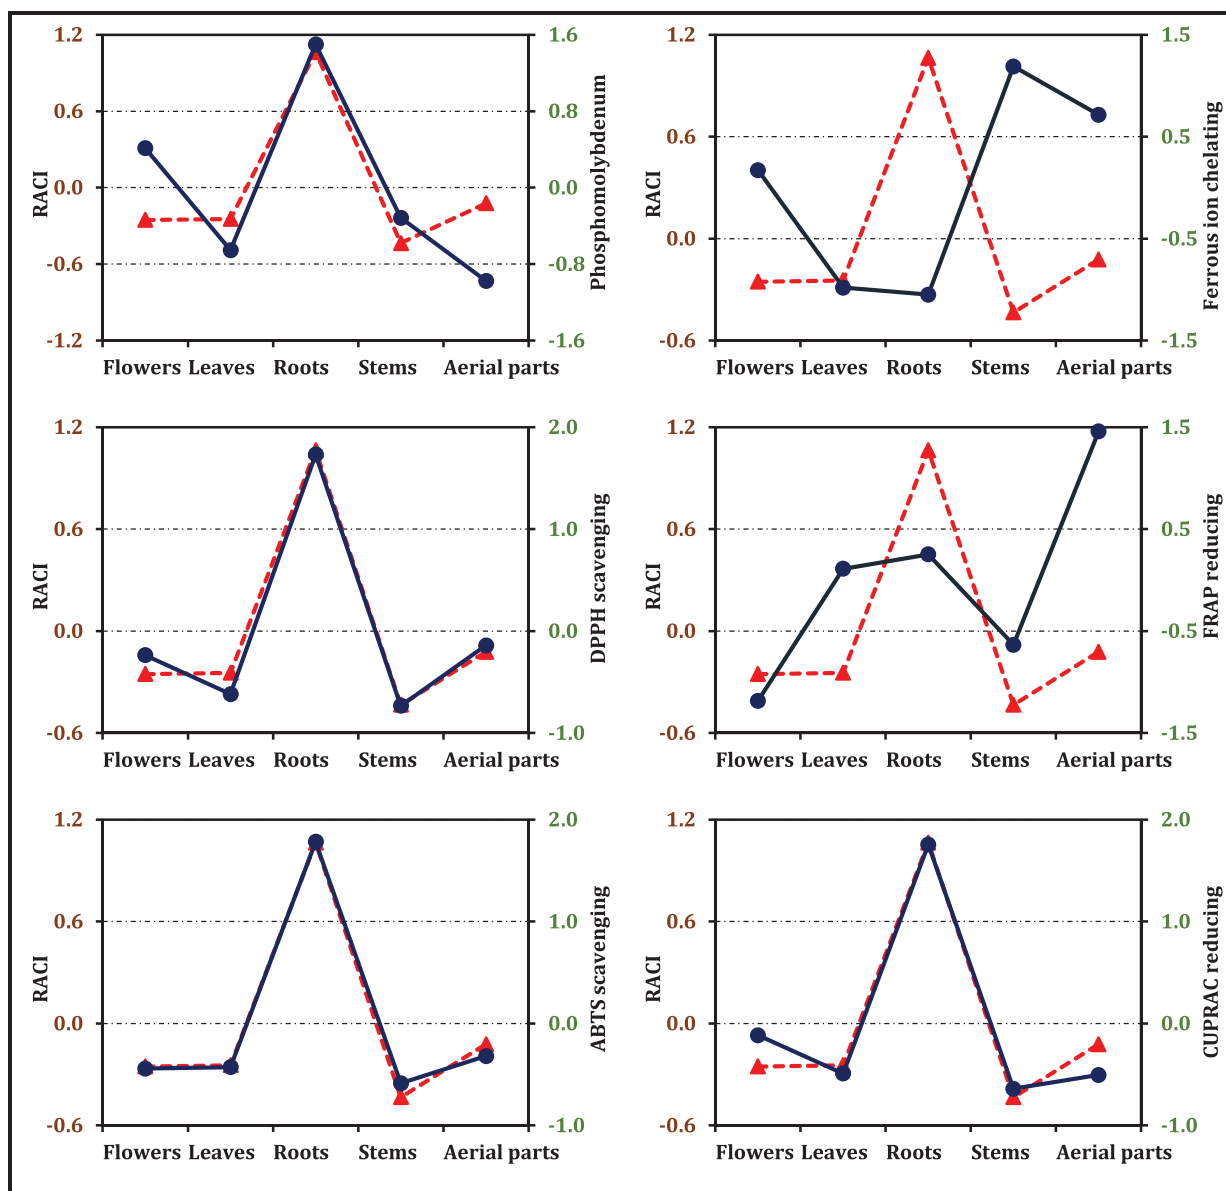 1.2
0.6
0.0
-0.6
-1.2
RACI
1.6
0.8
0.0
-0.8
-1.6
Phosphomolybdenum
Flowers Leaves Roots Stems Aerial parts
1.2
0.6
0.0
-0.6
RACI
1.5
0.5
-0.5
-1.5
Ferrous ion chelating
Flowers Leaves Roots Stems Aerial parts
1.2
0.6
0.0
-0.6
RACI
2.0
1.0
0.0
-1.0
DPPH scavenging
Flowers Leaves Roots Stems Aerial parts
1.2
0.6
0.0
-0.6
RACI
1.5
0.5
-0.5
-1.5
FRAP reducing
Flowers Leaves Roots Stems Aerial parts
1.2
0.6
0.0
-0.6
RACI
2.0
1.0
0.0
-1.0
ABTS scavenging
Flowers Leaves Roots Stems Aerial parts
1.2
0.6
0.0
-0.6
RACI
2.0
1.0
0.0
-1.0
CUPRAC reducing
Flowers Leaves Roots Stems Aerial parts